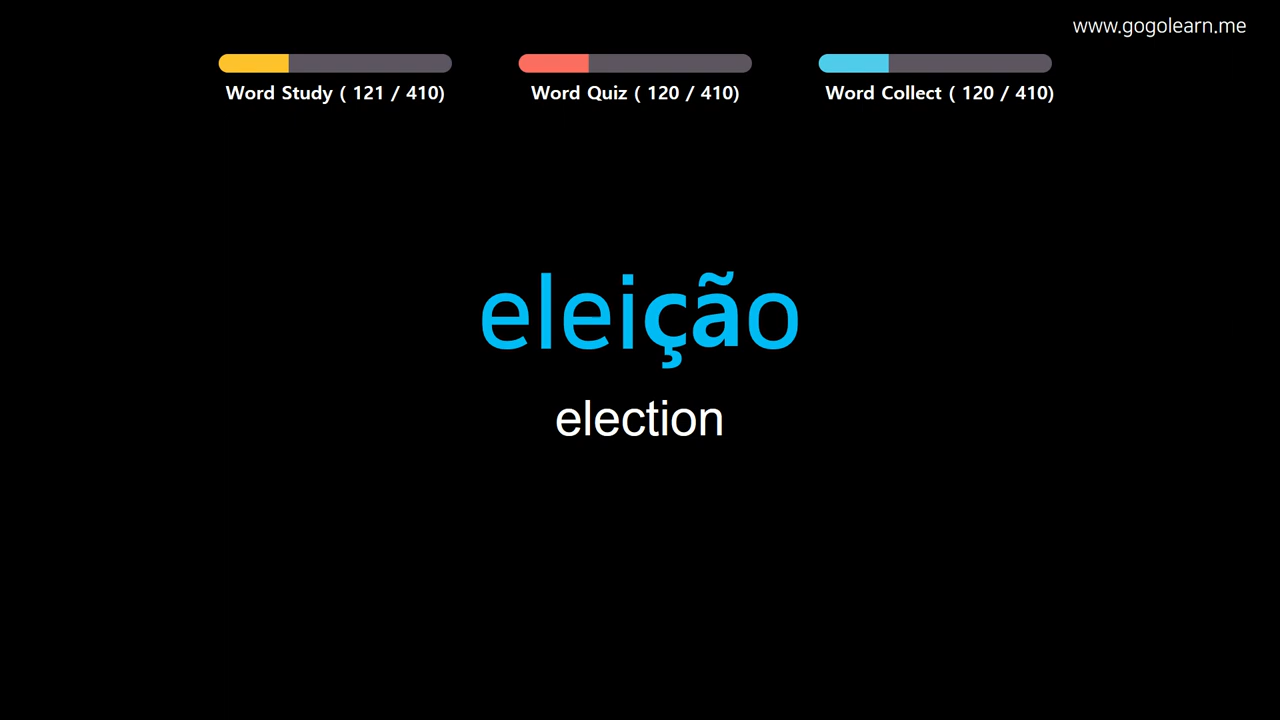 www.gogolearn.me
Word Study ( 121 / 410)
Word Quiz ( 120 / 410)
Word Collect ( 120 / 410)
eleição
election